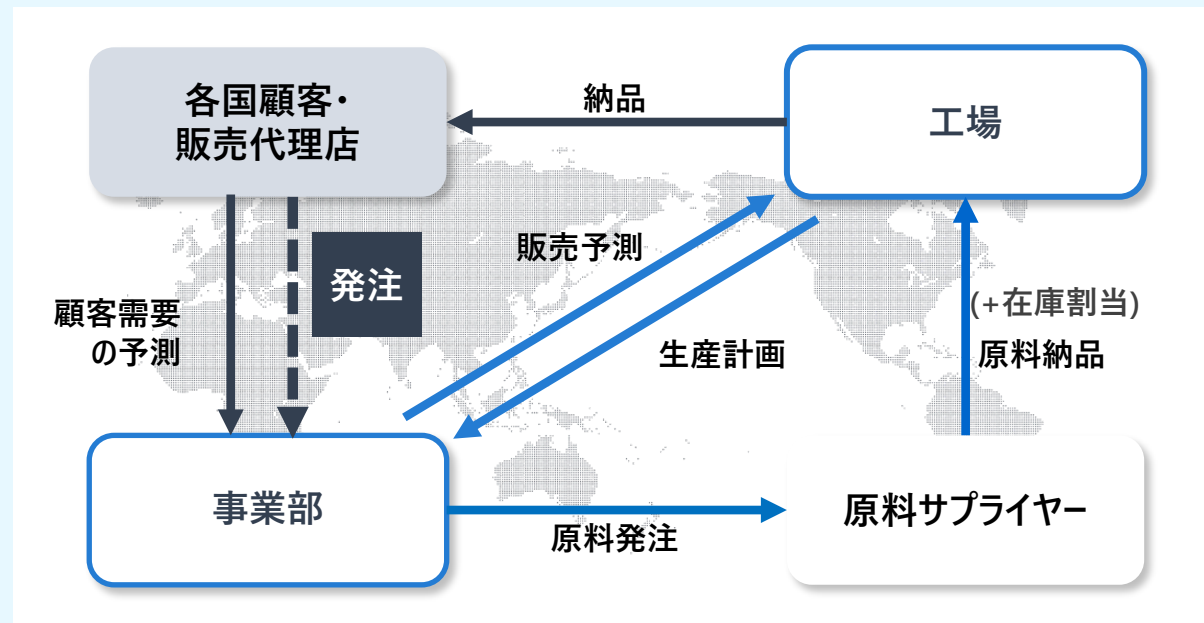 各国顧客・
販売代理店
納品
工場
発注
販売予測
顧客需要
の予測
生産計画
(+在庫割当)
原料納品
事業部
原料発注
原料サプライヤー